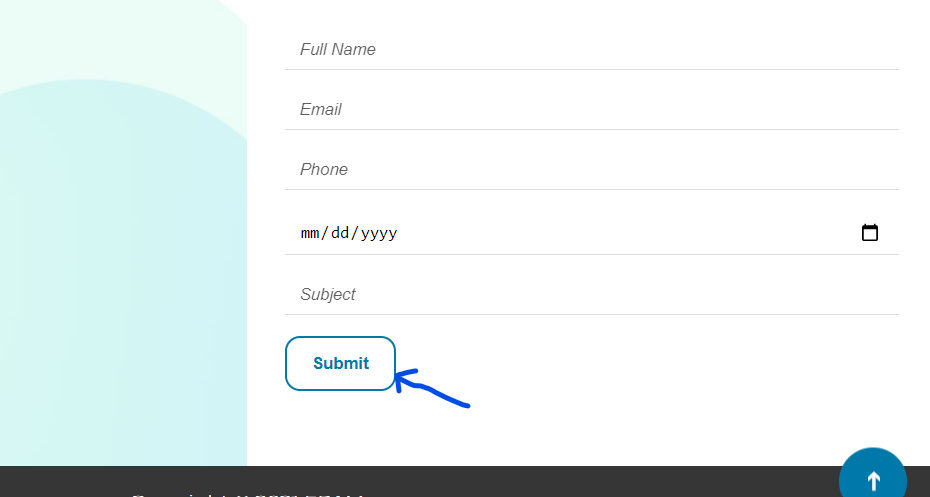 Full Name
Email
Phone
mm/dd/yyyy
Subject
Submit